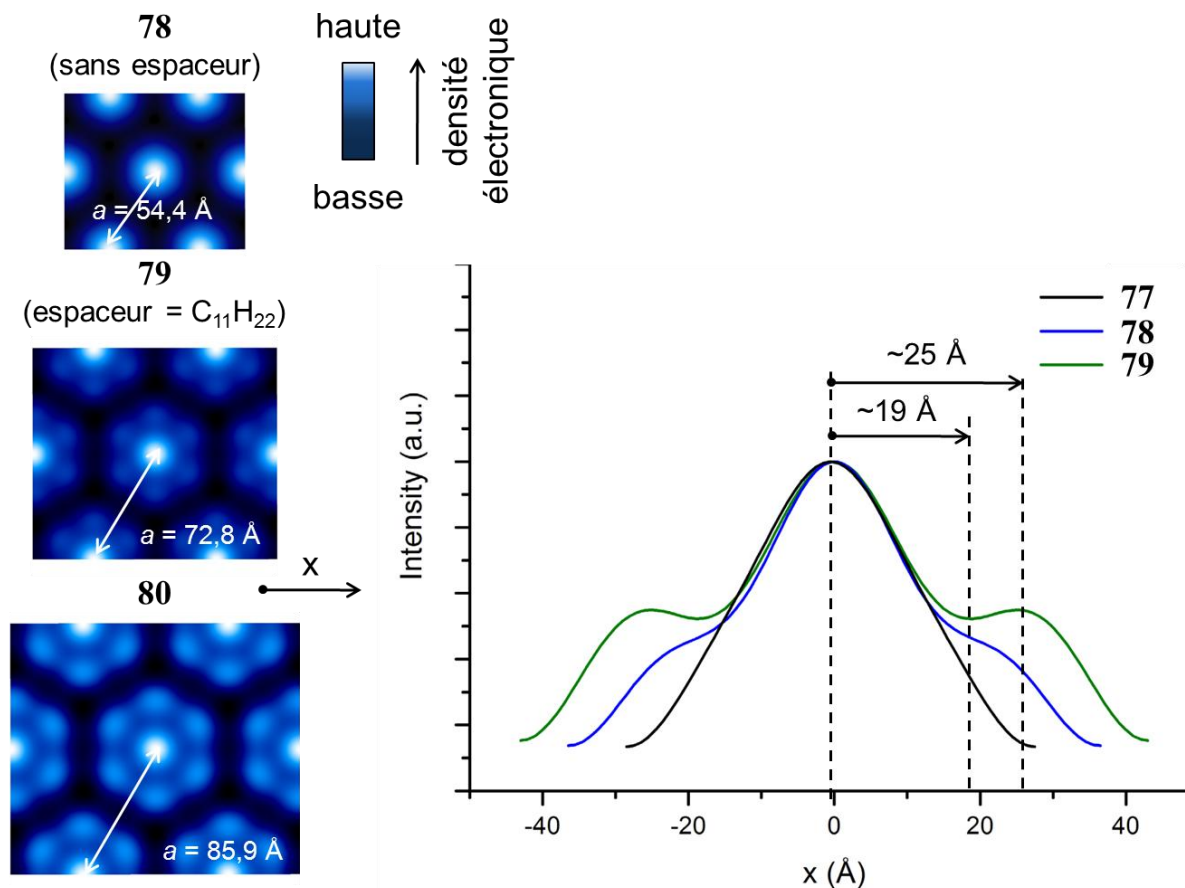 78
(sans espaceur)
a = 54,4 Å
haute
basse
densité
électronique
79
(espaceur = C₁₁H₂₂)
a = 72,8 Å
x
80
a = 85,9 Å
77
78
79
~25 Å
~19 Å
Intensity (a.u.)
-40
-20
0
20
40
x (Å)